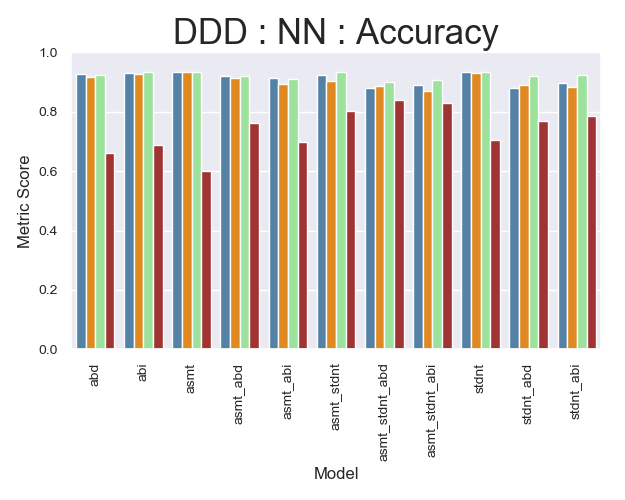 DDD : NN : Accuracy
Metric Score
1.0
0.8
0.6
0.4
0.2
0.0
abd
abi
asmt
asmt_abd
asmt_abi
asmt_stdnt
asmt_stdnt_abd
asmt_stdnt_abi
stdnt
stdnt_abd
stdnt_abi
Model